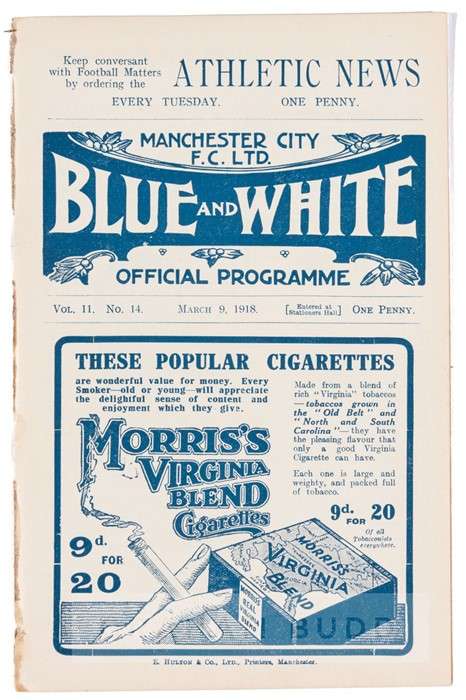 Keep conversant
with Football Matters
by ordering the
ATHLETIC NEWS
EVERY TUESDAY. ONE PENNY.
MANCHESTER CITY
F.C. LTD.
BLUE AND WHITE
OFFICIAL PROGRAMME
VOL. 11. No. 14. MARCH 9, 1918. [Entered at Stationers Hall] ONE PENNY.
THESE POPULAR CIGARETTES
are wonderful value for money. Every
Smoker—old or young—will appreciate
the delightful sense of content and
enjoyment which they give.
MORRIS'S
VIRGINIA
BLEND
Cigarettes
9d.
FOR
20
Made from a blend of
rich "Virginia" tobaccos
—tobaccos grown in
the "Old Belt" and
"North and South
Carolina"—they have
the pleasing flavour that
only a good Virginia
Cigarette can have.
Each one is large and
weighty, and packed full
of tobacco.
9d. FOR 20
Of all
Tobacconists
everywhere.
MORRIS'S
VIRGINIA
BLEND
MORRIS'S
REAL
VIRGINIA
BLEND
BUDD
E. HULTON & Co., LTD., Printers, Manchester.